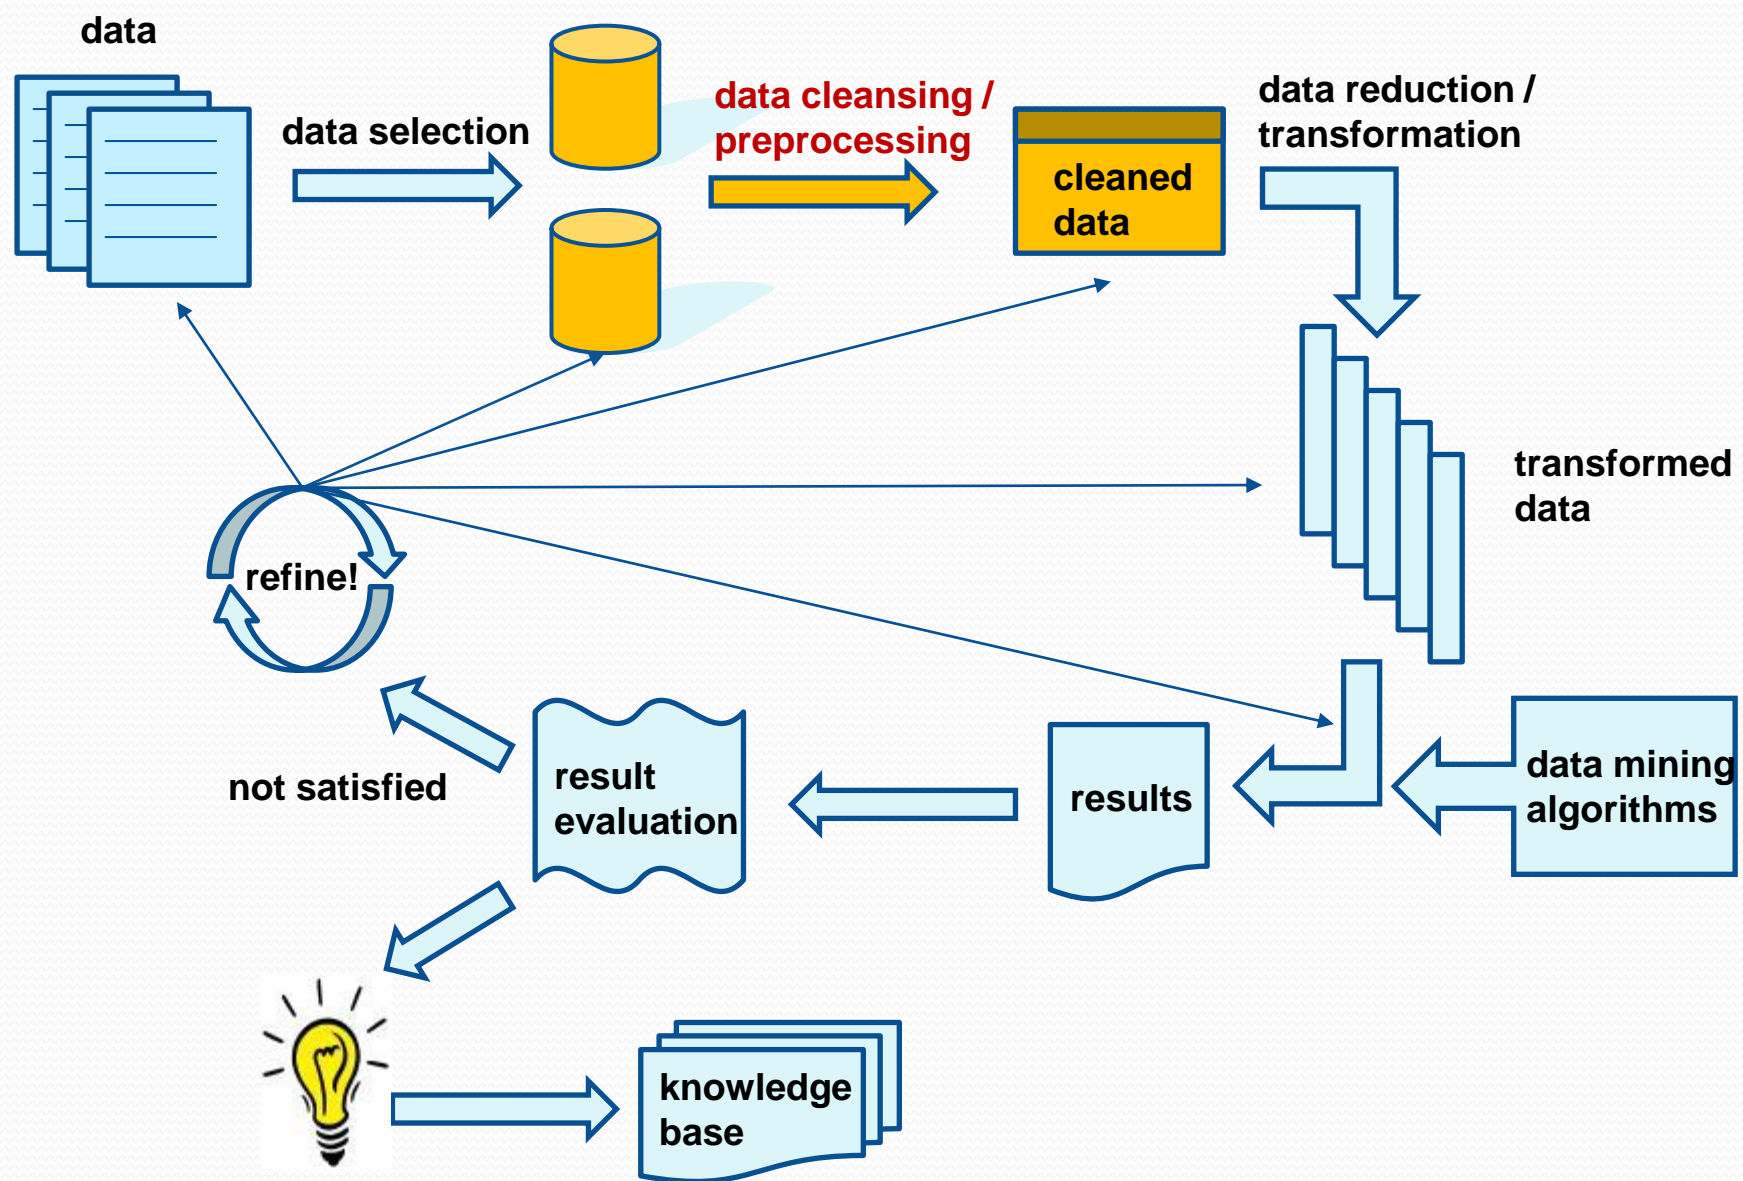 data
data selection
data cleansing /
preprocessing
cleaned
data
data reduction /
transformation
transformed
data
refine!
not satisfied
result
evaluation
results
data mining
algorithms
knowledge
base